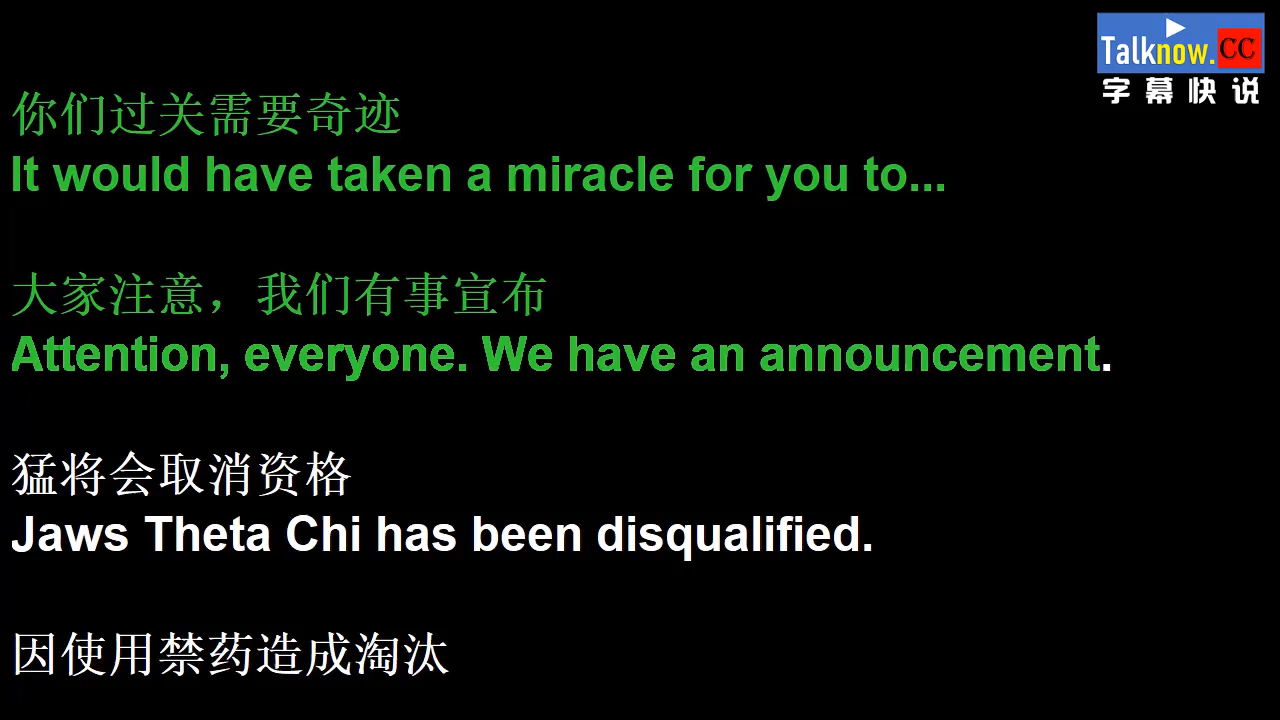 Talknow.CC
字幕快说
你们过关需要奇迹
It would have taken a miracle for you to...
大家注意，我们有事宣布
Attention, everyone. We have an announcement.
猛将会取消资格
Jaws Theta Chi has been disqualified.
因使用禁药造成淘汰